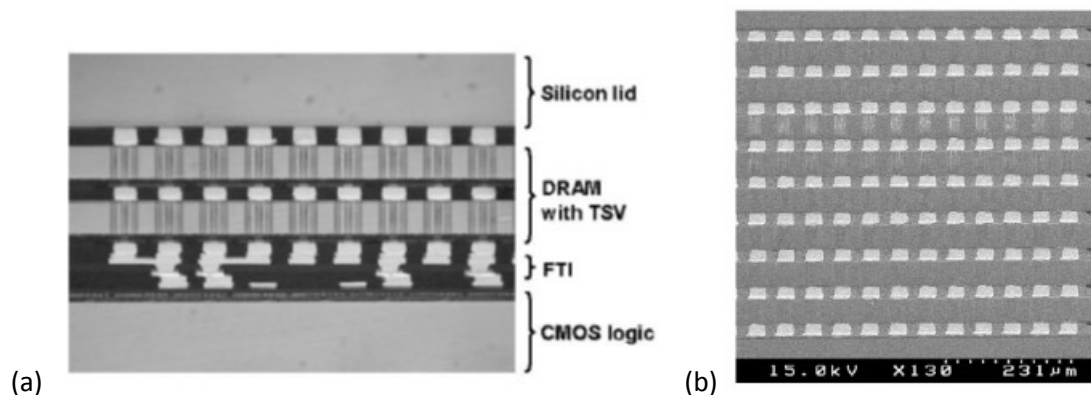 Silicon lid
DRAM
with TSV
FTI
CMOS logic
(a)
(b)
15.0kV X130 231μm